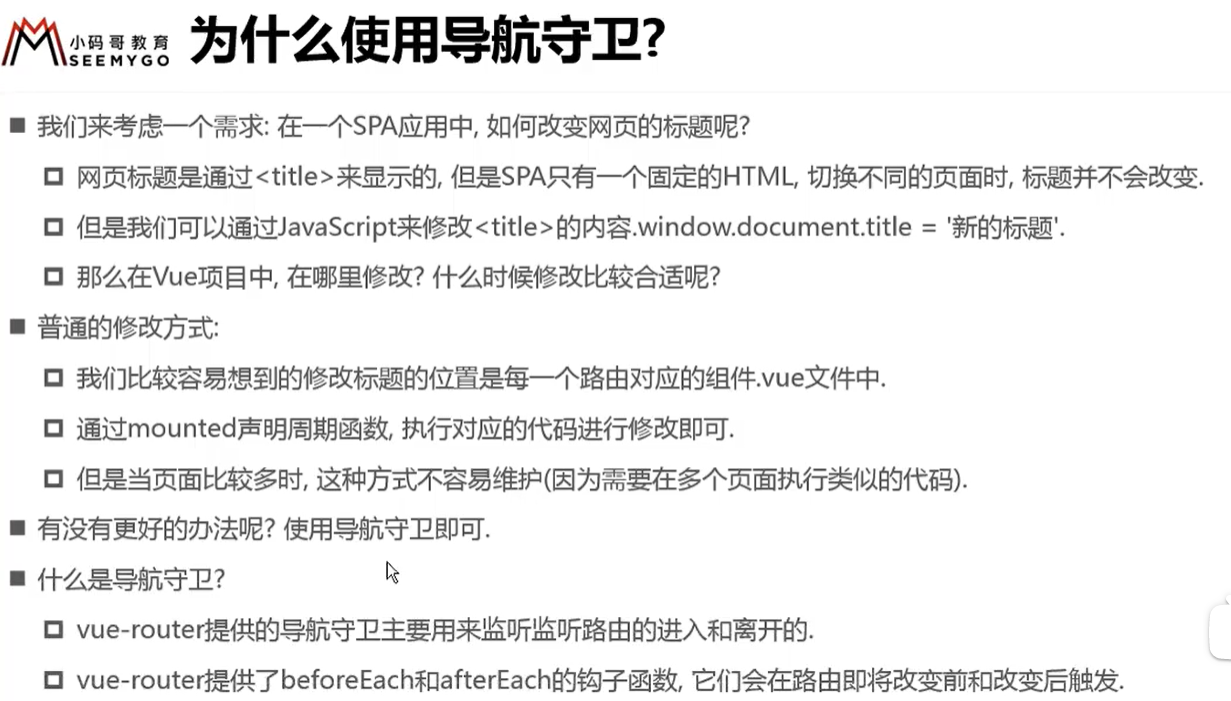 小码哥教育
SEEMYGO
为什么使用导航守卫?
我们来考虑一个需求: 在一个SPA应用中, 如何改变网页的标题呢?
网页标题是通过<title>来显示的, 但是SPA只有一个固定的HTML, 切换不同的页面时, 标题并不会改变.
但是我们可以通过JavaScript来修改<title>的内容.window.document.title = '新的标题'.
那么在Vue项目中, 在哪里修改? 什么时候修改比较合适呢?
普通的修改方式:
我们比较容易想到的修改标题的位置是每一个路由对应的组件.vue文件中.
通过mounted声明周期函数, 执行对应的代码进行修改即可.
但是当页面比较多时, 这种方式不容易维护(因为需要在多个页面执行类似的代码).
有没有更好的办法呢? 使用导航守卫即可.
什么是导航守卫?
vue-router提供的导航守卫主要用来监听监听路由的进入和离开的.
vue-router提供了beforeEach和afterEach的钩子函数, 它们会在路由即将改变前和改变后触发.